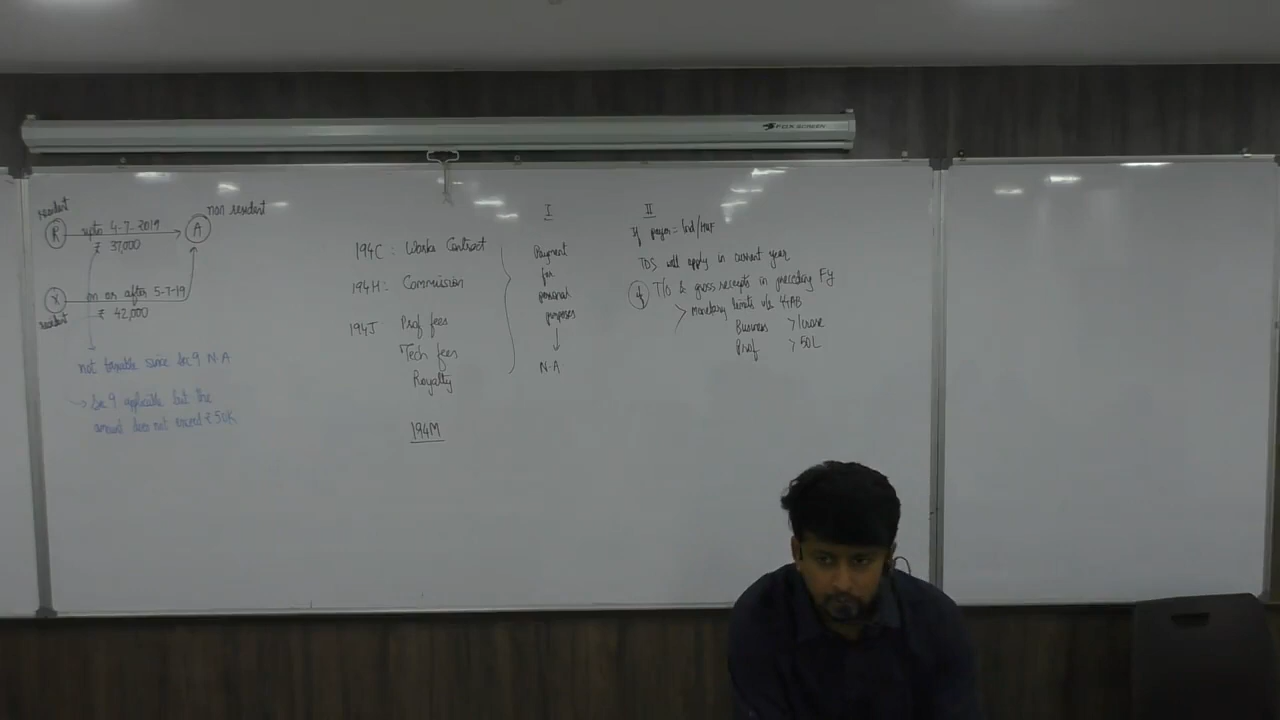 resident
R
upto 4-7-2019
₹ 37,000
A
non resident
X
resident
on or after 5-7-19
₹ 42,000
not taxable since Sec 9 N.A
→ Sec 9 applicable but the
amount does not exceed ₹ 50K
194C : Works Contract
194H : Commission
194J : Prof fees
Tech fees
Royalty
194M
I
Payment
for
personal
purposes
N.A
II
If payer = Ind/HUF
TDS will apply in current year
if T/O & gross receipts in preceding FY
> Monetary limits u/s 44AB
Business > 1 crore
Prof > 50L